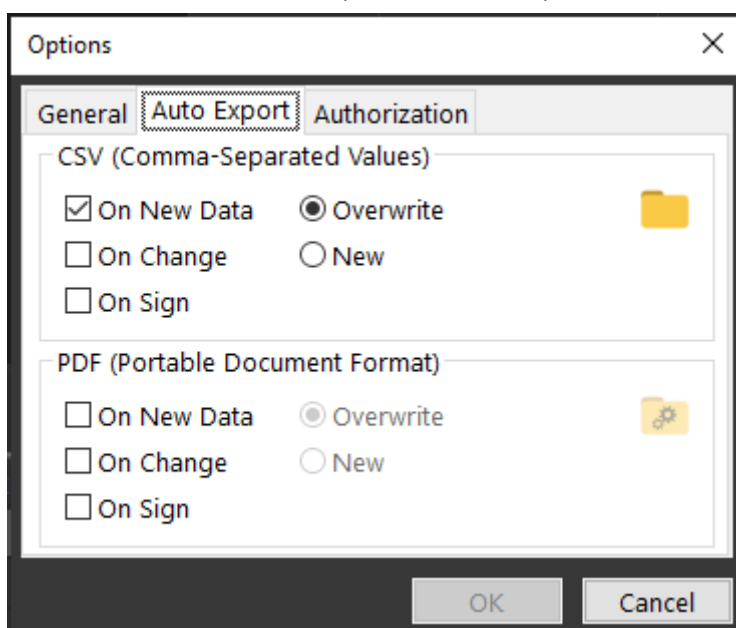 Options
General Auto Export Authorization
CSV (Comma-Separated Values)
On New Data Overwrite
On Change New
On Sign
PDF (Portable Document Format)
On New Data Overwrite
On Change New
On Sign
OK Cancel